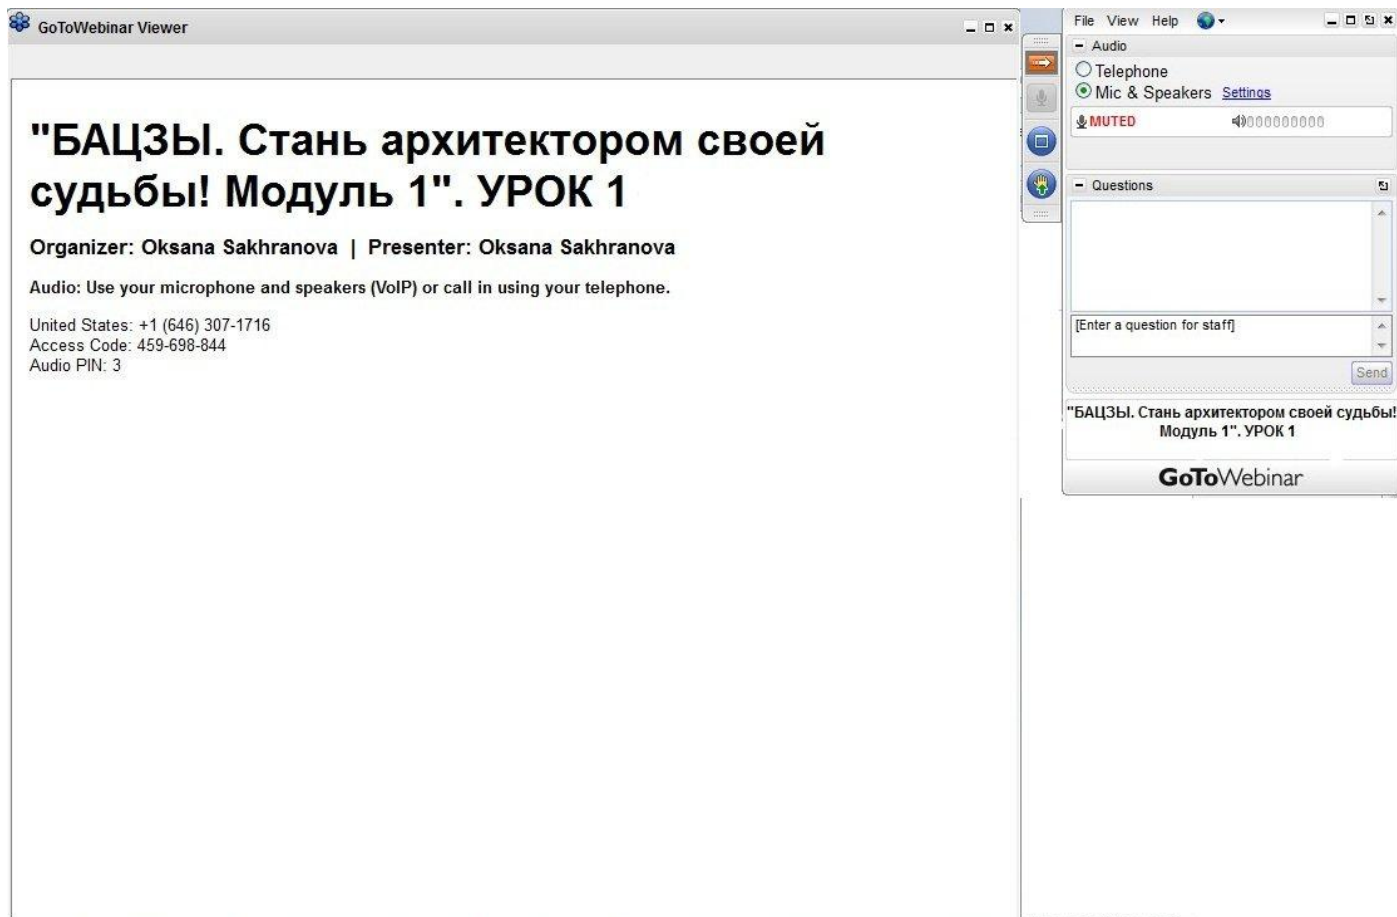 GoToWebinar Viewer
"БАЦЗЫ. Стань архитектором своей
судьбы! Модуль 1". УРОК 1
Organizer: Oksana Sakhranova | Presenter: Oksana Sakhranova
Audio: Use your microphone and speakers (VoIP) or call in using your telephone.
United States: +1 (646) 307-1716
Access Code: 459-698-844
Audio PIN: 3
File View Help
Audio
Telephone
Mic & Speakers Settings
MUTED
Questions
[Enter a question for staff]
Send
"БАЦЗЫ. Стань архитектором своей судьбы!
Модуль 1". УРОК 1
GoToWebinar